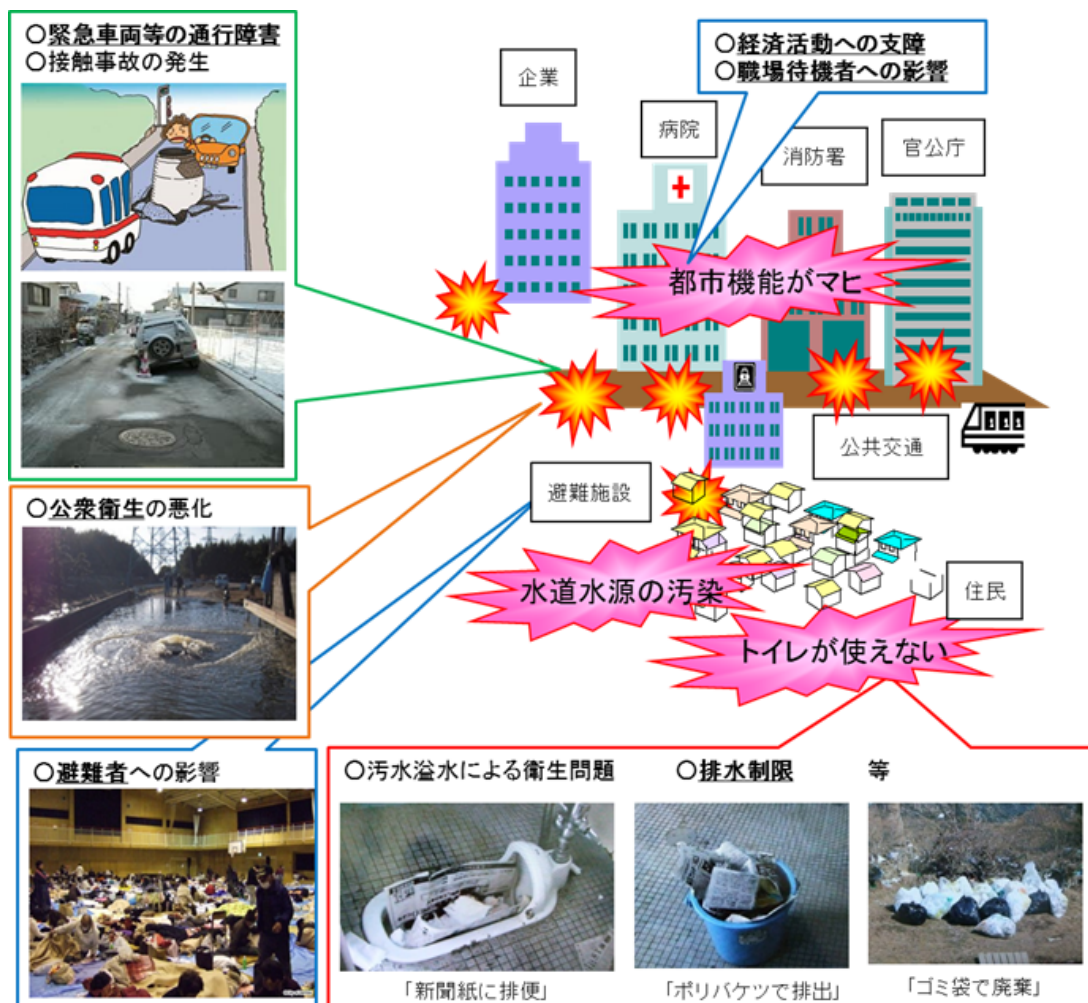 ○緊急車両等の通行障害
○接触事故の発生
○経済活動への支障
○職場待機者への影響
企業
病院
消防署
官公庁
都市機能がマヒ
公共交通
避難施設
○公衆衛生の悪化
水道水源の汚染
住民
トイレが使えない
○避難者への影響
○汚水溢水による衛生問題 ○排水制限 等
「新聞紙に排便」
「ポリバケツで排出」
「ゴミ袋で廃棄」